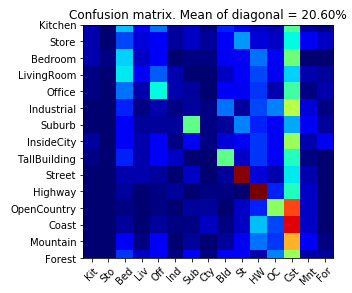 Confusion matrix. Mean of diagonal = 20.60%
Kitchen
Store
Bedroom
LivingRoom
Office
Industrial
Suburb
InsideCity
TallBuilding
Street
Highway
OpenCountry
Coast
Mountain
Forest
Kit Sto Bed Liv Off Ind Sub Cty Bld St HW OC Cst Mnt For